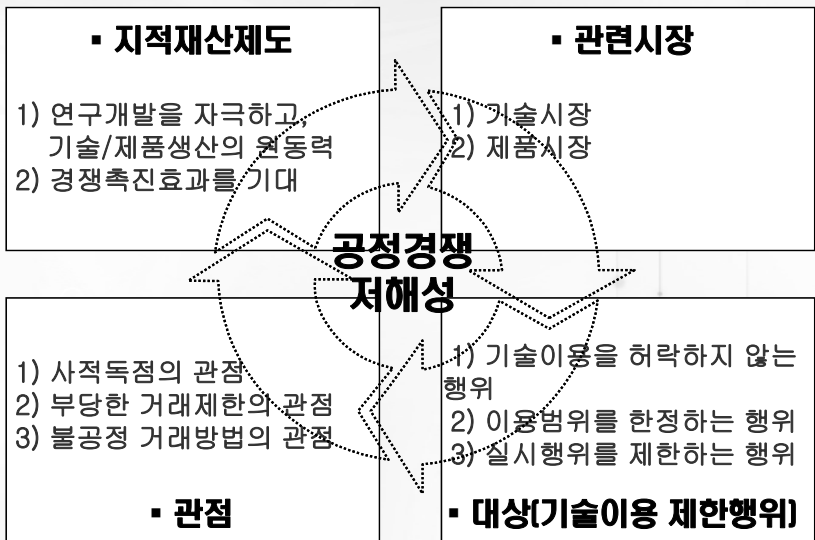 ▪ 지적재산제도
1) 연구개발을 자극하고,
기술/제품생산의 원동력
2) 경쟁촉진효과를 기대
▪ 관련시장
1) 기술시장
2) 제품시장
공정경쟁
저해성
1) 사적독점의 관점
2) 부당한 거래제한의 관점
3) 불공정 거래방법의 관점
▪ 관점
1) 기술이용을 허락하지 않는
행위
2) 이용범위를 한정하는 행위
3) 실시행위를 제한하는 행위
▪ 대상(기술이용 제한행위)